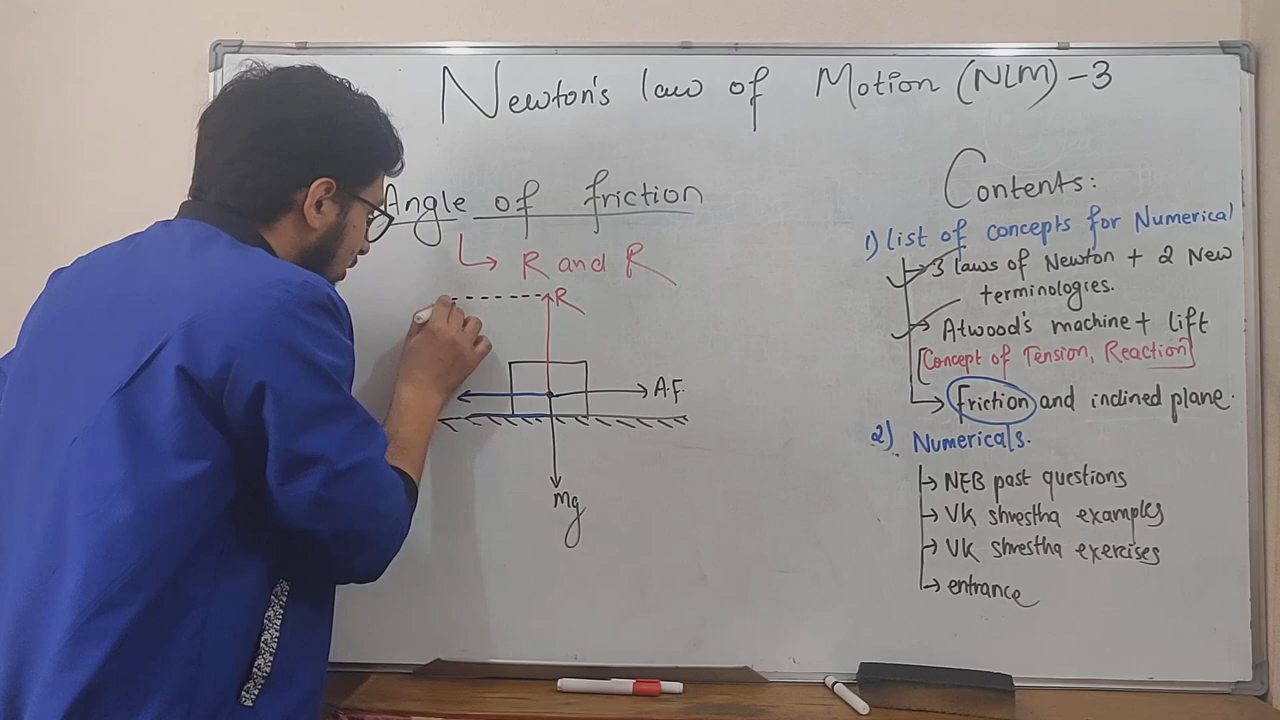 Newton's law of Motion (NLM) - 3
Angle of friction
R and R
R
A.F.
Mg
Contents:
1) list of concepts for Numerical
3 laws of Newton + 2 New
terminologies.
Atwood's machine + lift
[Concept of Tension, Reaction]
friction and inclined plane.
2) Numericals.
NEB past questions
VK shrestha examples
VK shrestha exercises
entrance